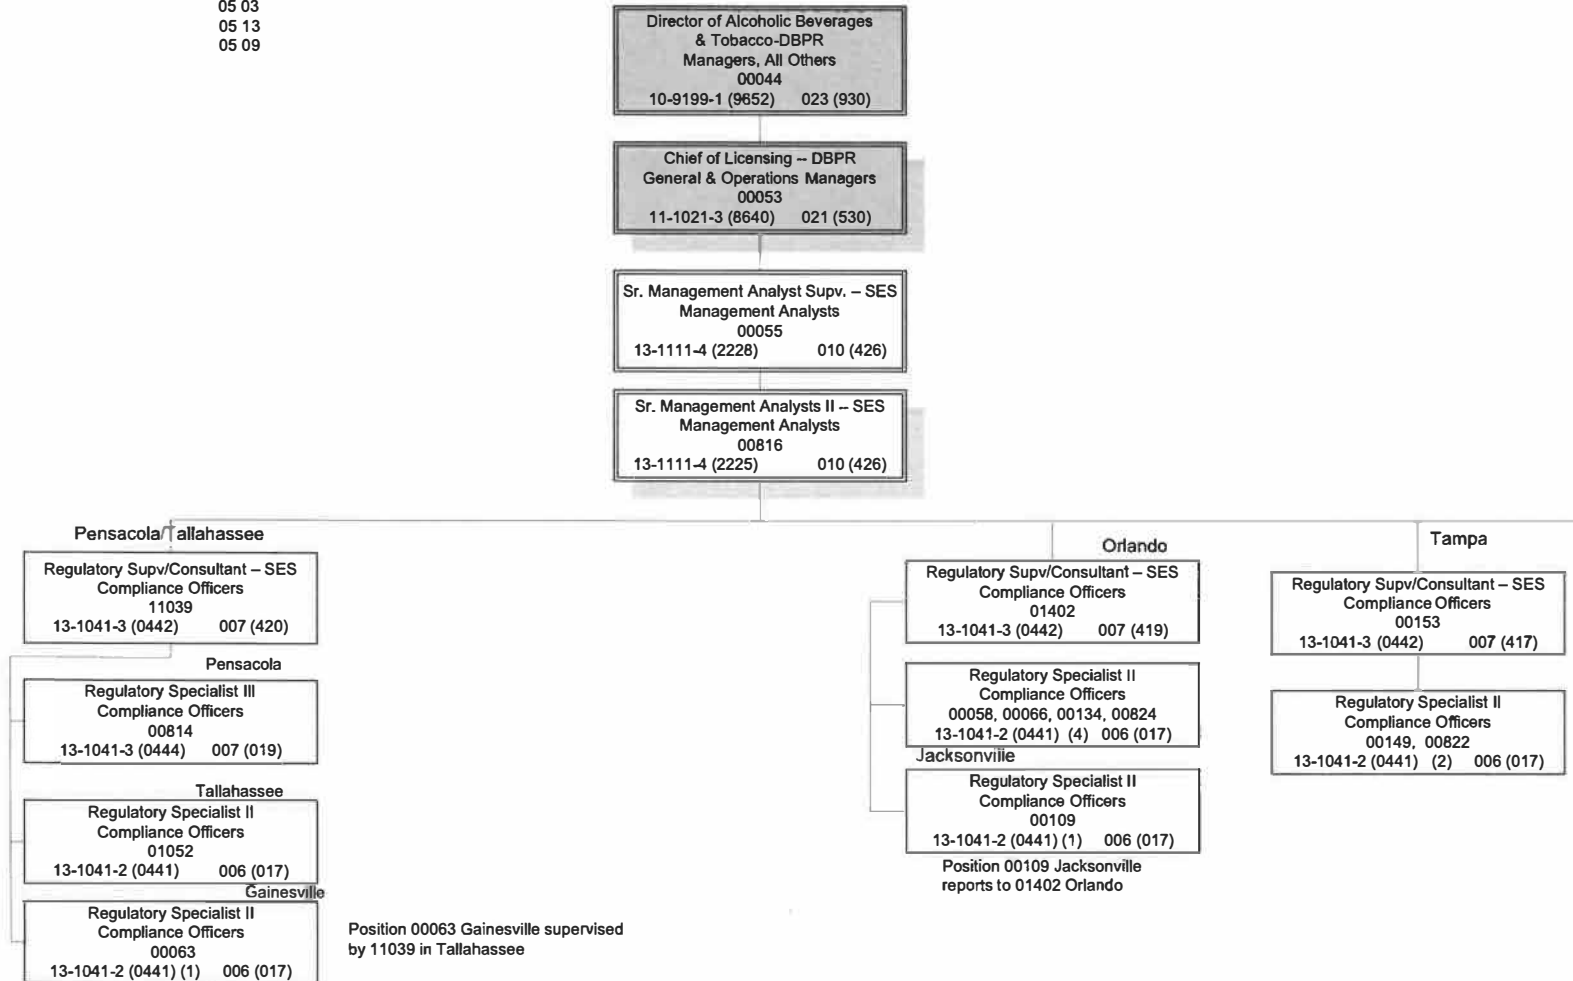 05 03
05 13
05 09
Director of Alcoholic Beverages
& Tobacco-DBPR
Managers, All Others
00044
10-9199-1 (9652) 023 (930)
Chief of Licensing -- DBPR
General & Operations Managers
00053
11-1021-3 (8640) 021 (530)
Sr. Management Analyst Supv. – SES
Management Analysts
00055
13-1111-4 (2228) 010 (426)
Sr. Management Analysts II -- SES
Management Analysts
00816
13-1111-4 (2225) 010 (426)
Pensacola/Tallahassee
Regulatory Supv/Consultant – SES
Compliance Officers
11039
13-1041-3 (0442) 007 (420)
Pensacola
Regulatory Specialist III
Compliance Officers
00814
13-1041-3 (0444) 007 (019)
Tallahassee
Regulatory Specialist II
Compliance Officers
01052
13-1041-2 (0441) 006 (017)
Gainesville
Regulatory Specialist II
Compliance Officers
00063
13-1041-2 (0441) (1) 006 (017)
Position 00063 Gainesville supervised
by 11039 in Tallahassee
Orlando
Regulatory Supv/Consultant – SES
Compliance Officers
01402
13-1041-3 (0442) 007 (419)
Regulatory Specialist II
Compliance Officers
00058, 00066, 00134, 00824
13-1041-2 (0441) (4) 006 (017)
Jacksonville
Regulatory Specialist II
Compliance Officers
00109
13-1041-2 (0441) (1) 006 (017)
Position 00109 Jacksonville
reports to 01402 Orlando
Tampa
Regulatory Supv/Consultant – SES
Compliance Officers
00153
13-1041-3 (0442) 007 (417)
Regulatory Specialist II
Compliance Officers
00149, 00822
13-1041-2 (0441) (2) 006 (017)